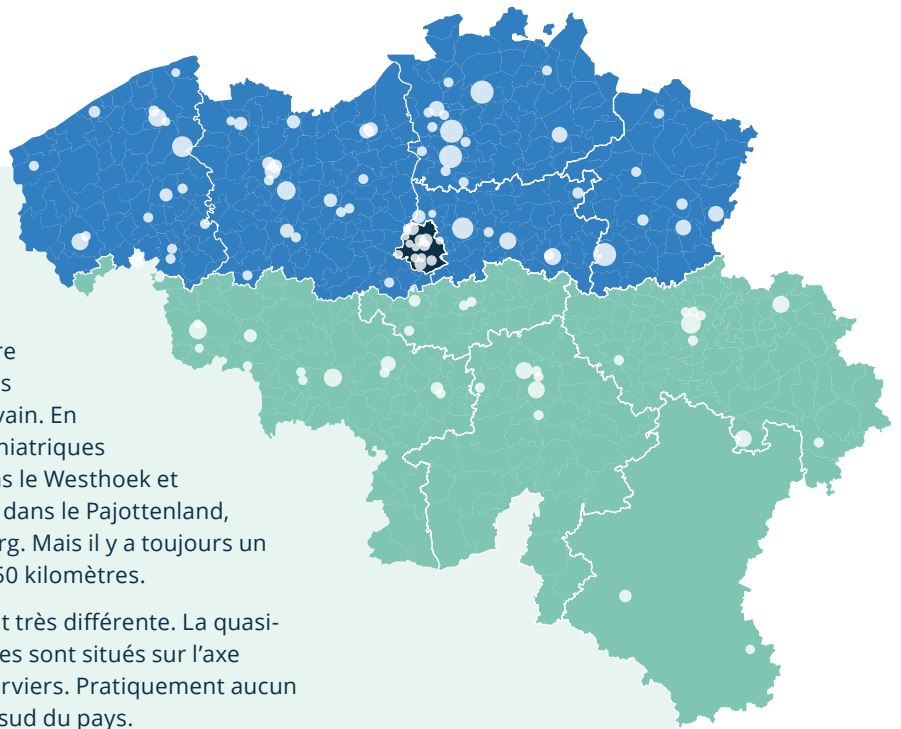 re
s
vain. En
hiatriques
s le Westhoek et
dans le Pajottenland,
rg. Mais il y a toujours un
50 kilomètres.
t très différente. La quasi-
es sont situés sur l'axe
rviers. Pratiquement aucun
sud du pays.